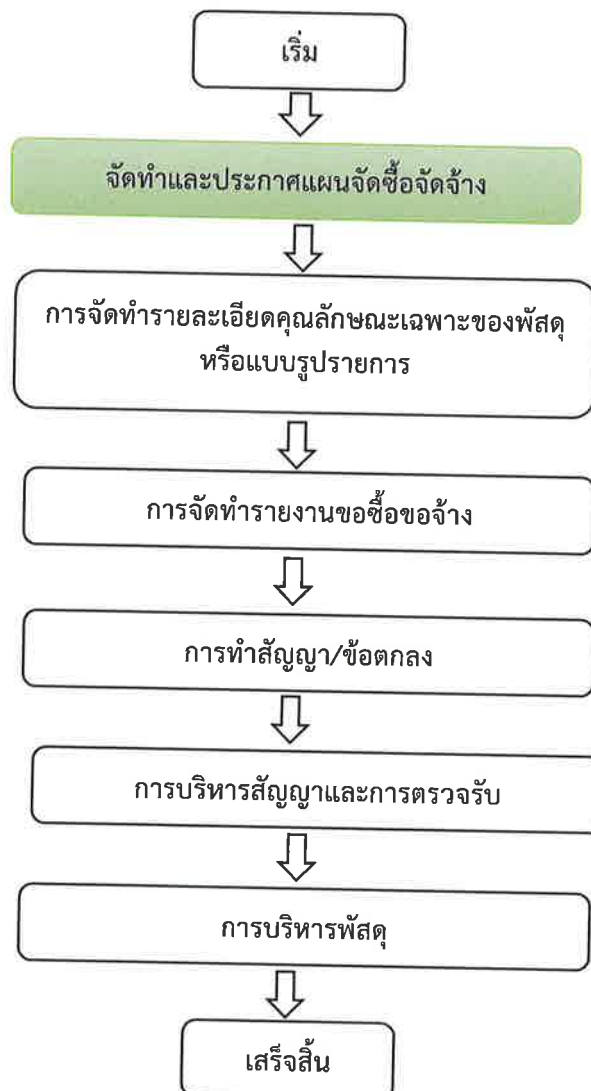 เริ่ม
จัดทำและประกาศแผนจัดซื้อจัดจ้าง
การจัดทำรายละเอียดคุณลักษณะเฉพาะของพัสดุ
หรือแบบรูปรายการ
การจัดทำรายงานขอซื้อขอจ้าง
การทำสัญญา/ข้อตกลง
การบริหารสัญญาและการตรวจรับ
การบริหารพัสดุ
เสร็จสิ้น